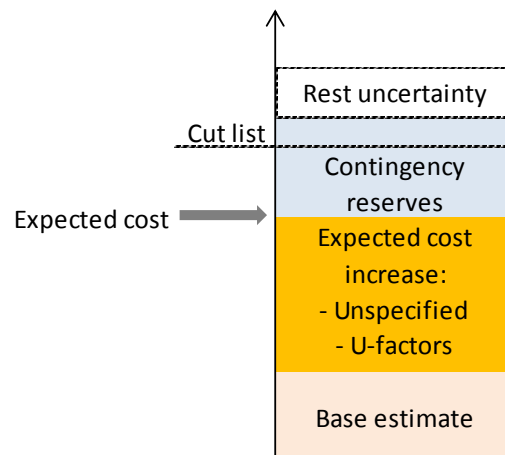 Rest uncertainty
Cut list
Contingency
reserves
Expected cost
Expected cost
increase:
- Unspecified
- U-factors
Base estimate